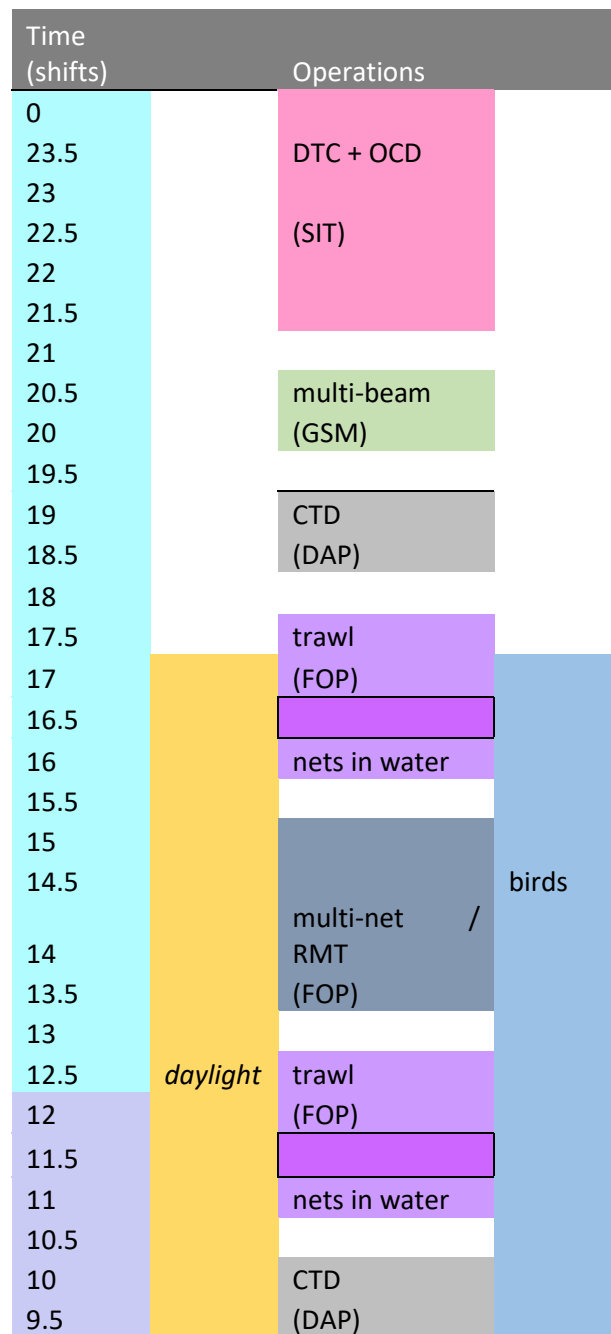 Time
(shifts) Operations
0
23.5 DTC + OCD
23
22.5 (SIT)
22
21.5
21
20.5 multi-beam
20 (GSM)
19.5
19 CTD
18.5 (DAP)
18
17.5 trawl
17 (FOP)
16.5
16 nets in water
15.5
15
14.5 birds
multi-net /
14 RMT
13.5 (FOP)
13
12.5 daylight trawl
12 (FOP)
11.5
11 nets in water
10.5
10 CTD
9.5 (DAP)